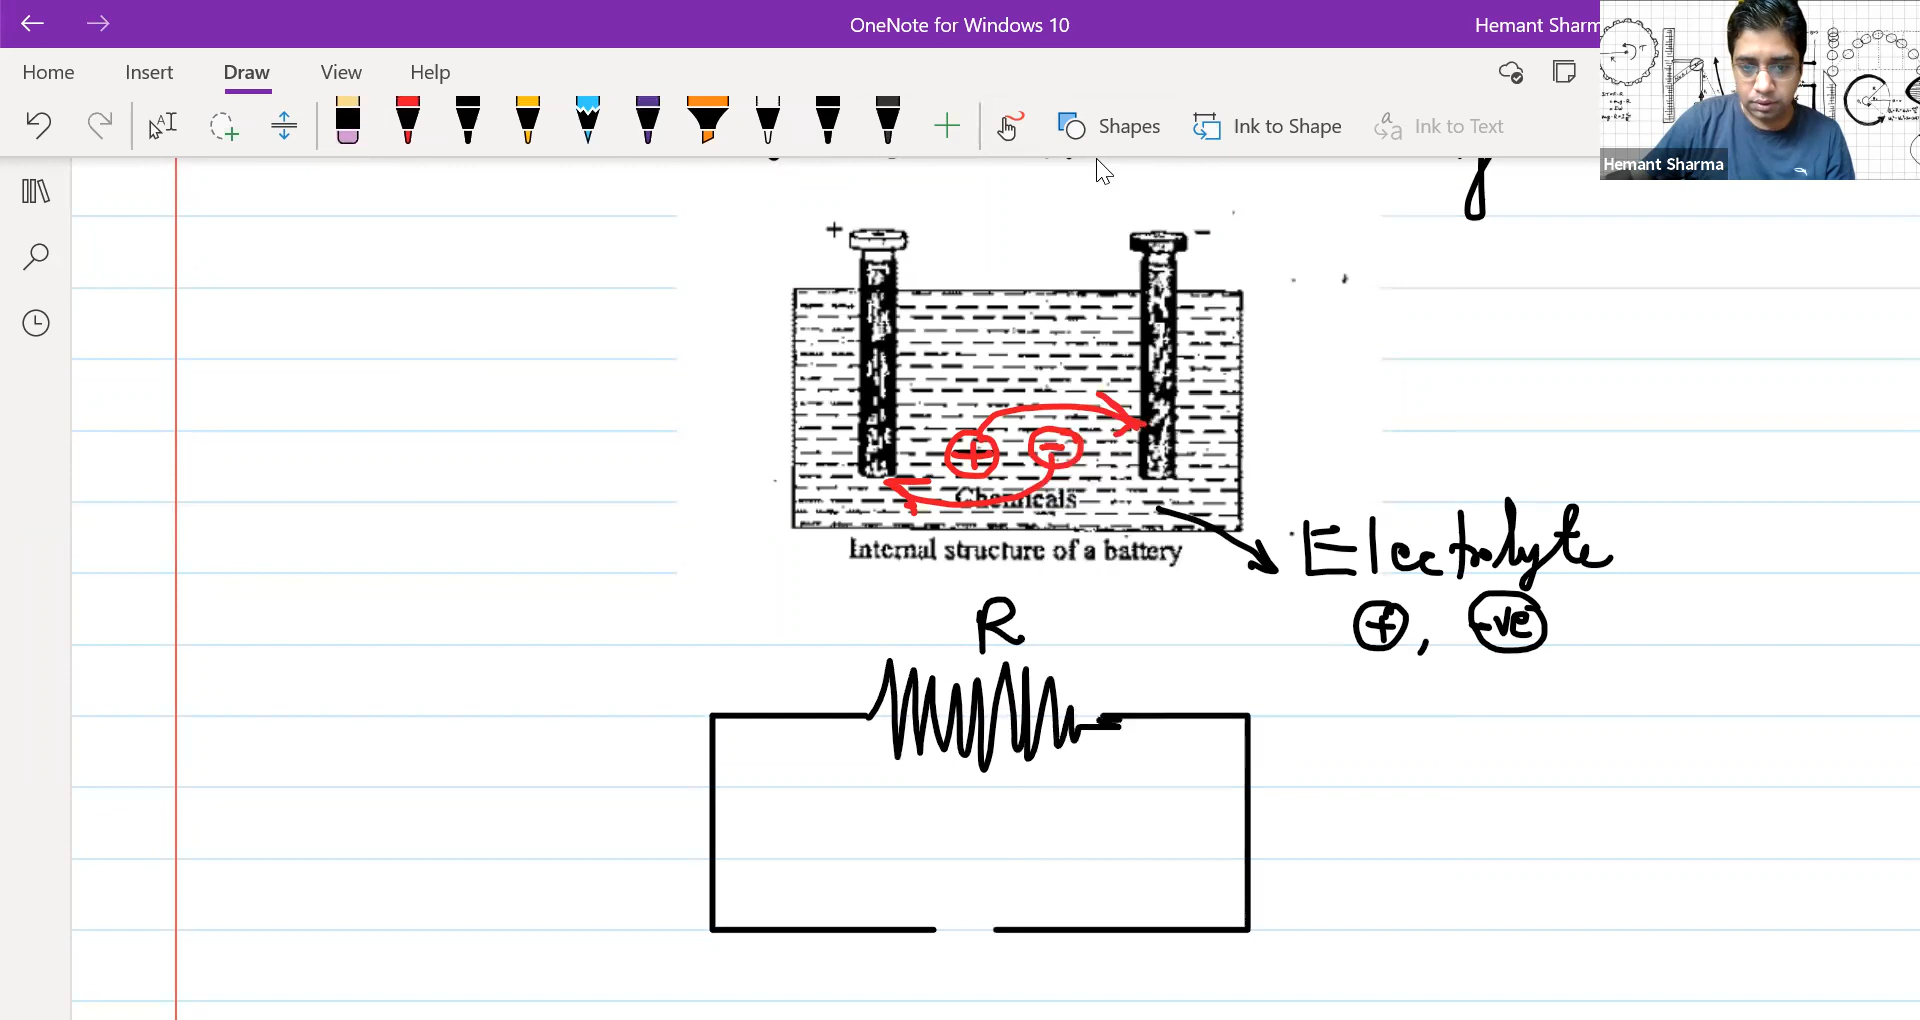 OneNote for Windows 10
Hemant Sharm
Home Insert Draw View Help
Shapes Ink to Shape Ink to Text
Hemant Sharma
+ −
+ −
Chemicals
Internal structure of a battery
Electrolyte
+, -ve
R